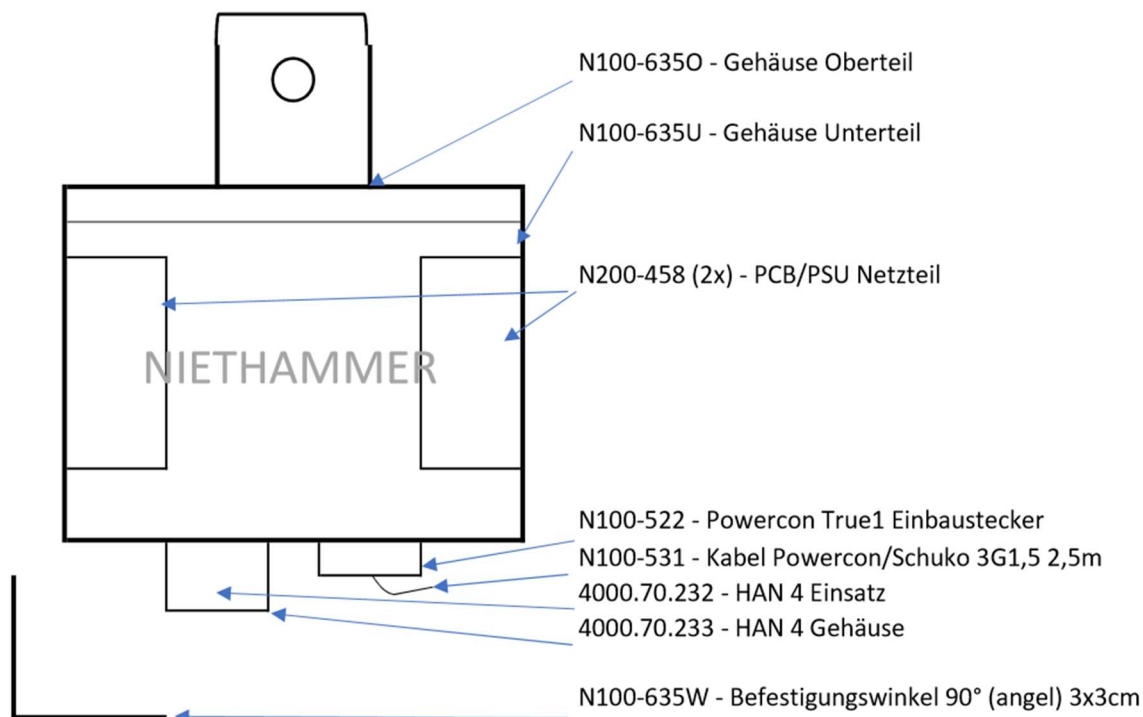 N100-635O - Gehäuse Oberteil
N100-635U - Gehäuse Unterteil
N200-458 (2x) - PCB/PSU Netzteil
NIETHAMMER
N100-522 - Powercon True1 Einbaustecker
N100-531 - Kabel Powercon/Schuko 3G1,5 2,5m
4000.70.232 - HAN 4 Einsatz
4000.70.233 - HAN 4 Gehäuse
N100-635W - Befestigungswinkel 90° (angel) 3x3cm